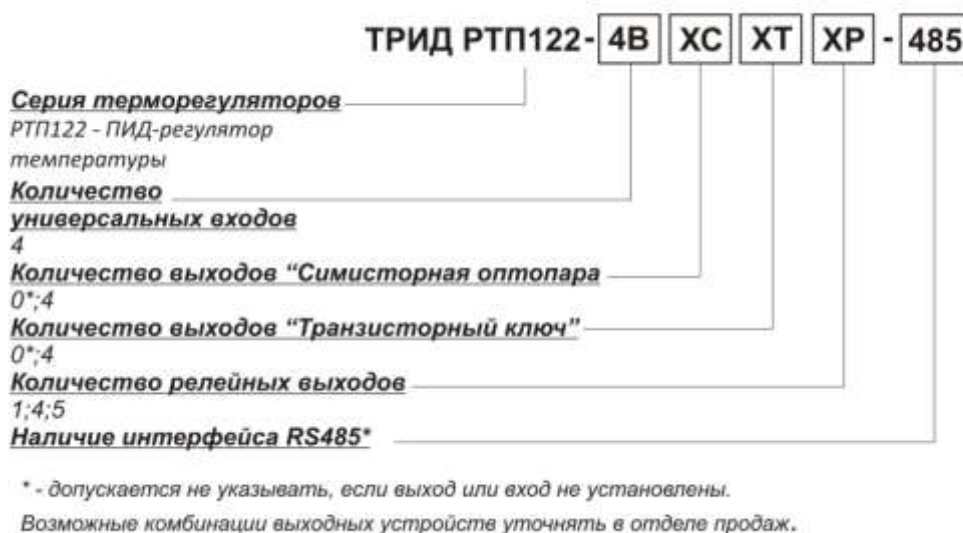 ТРИД РТП122- 4В ХС ХТ ХР - 485
Серия терморегуляторов
РТП122 - ПИД-регулятор
температуры
Количество
универсальных входов
4
Количество выходов “Симисторная оптопара
0*;4
Количество выходов “Транзисторный ключ”
0*;4
Количество релейных выходов
1;4;5
Наличие интерфейса RS485*
* - допускается не указывать, если выход или вход не установлены.
Возможные комбинации выходных устройств уточнять в отделе продаж.